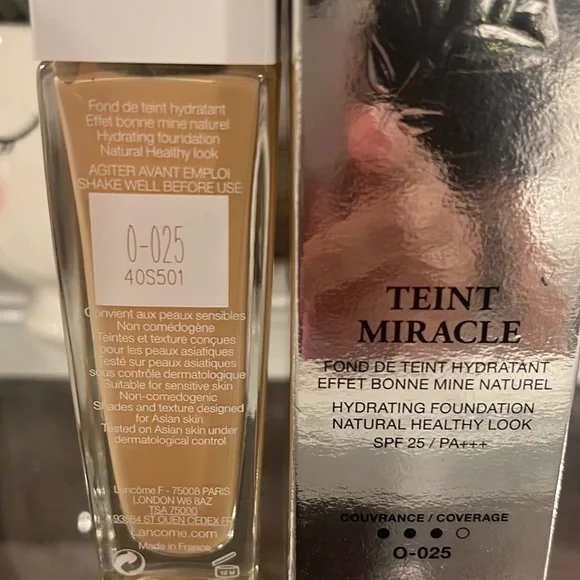 Fond de teint hydratant
Effet bonne mine naturel
Hydrating foundation
Natural Healthy look
AGITER AVANT EMPLOI
SHAKE WELL BEFORE USE
O-025
40S501
Convient aux peaux sensibles
Non comédogène
Teintes et texture conçues
pour les peaux asiatiques
Testé sur peaux asiatiques
sous contrôle dermatologique
Suitable for sensitive skin
Non-comedogenic
Shades and texture designed
for Asian skin
Tested on Asian skin under
dermatological control
Lancôme F - 75008 PARIS
LONDON W6 8AZ
TSA 75000
93584 ST OUEN CEDEX FR
Lancome.com
Made in France
12 M
TEINT
MIRACLE
FOND DE TEINT HYDRATANT
EFFET BONNE MINE NATUREL
HYDRATING FOUNDATION
NATURAL HEALTHY LOOK
SPF 25 / PA+++
COUVRANCE / COVERAGE
O-025